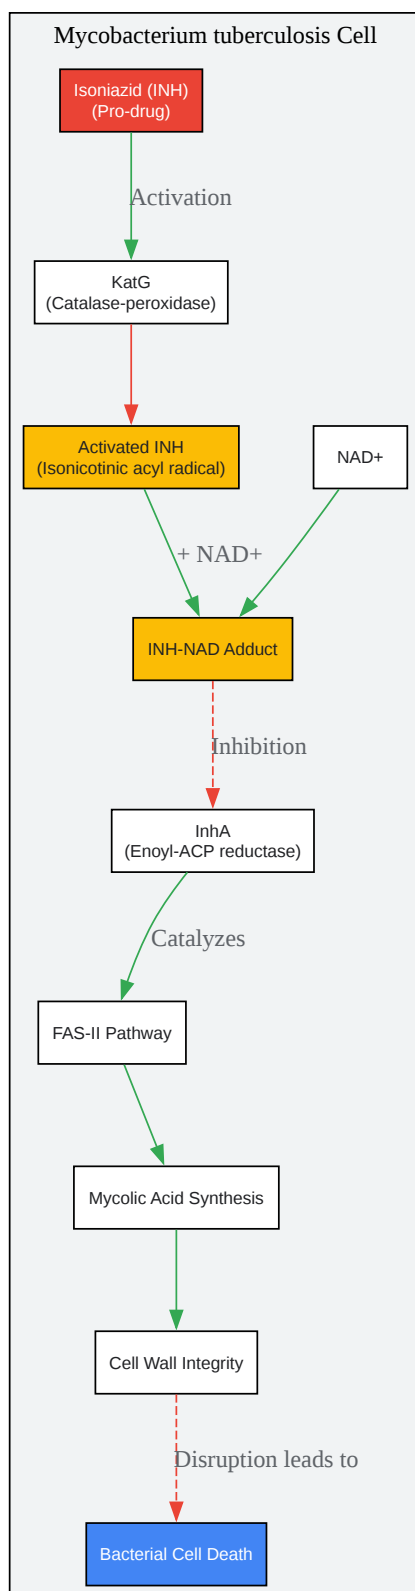 Mycobacterium tuberculosis Cell
Isoniazid (INH)
(Pro-drug)
Activation
KatG
(Catalase-peroxidase)
Activated INH
(Isonicotinic acyl radical)
NAD+
+ NAD+
INH-NAD Adduct
Inhibition
InhA
(Enoyl-ACP reductase)
Catalyzes
FAS-II Pathway
Mycolic Acid Synthesis
Cell Wall Integrity
Disruption leads to
Bacterial Cell Death